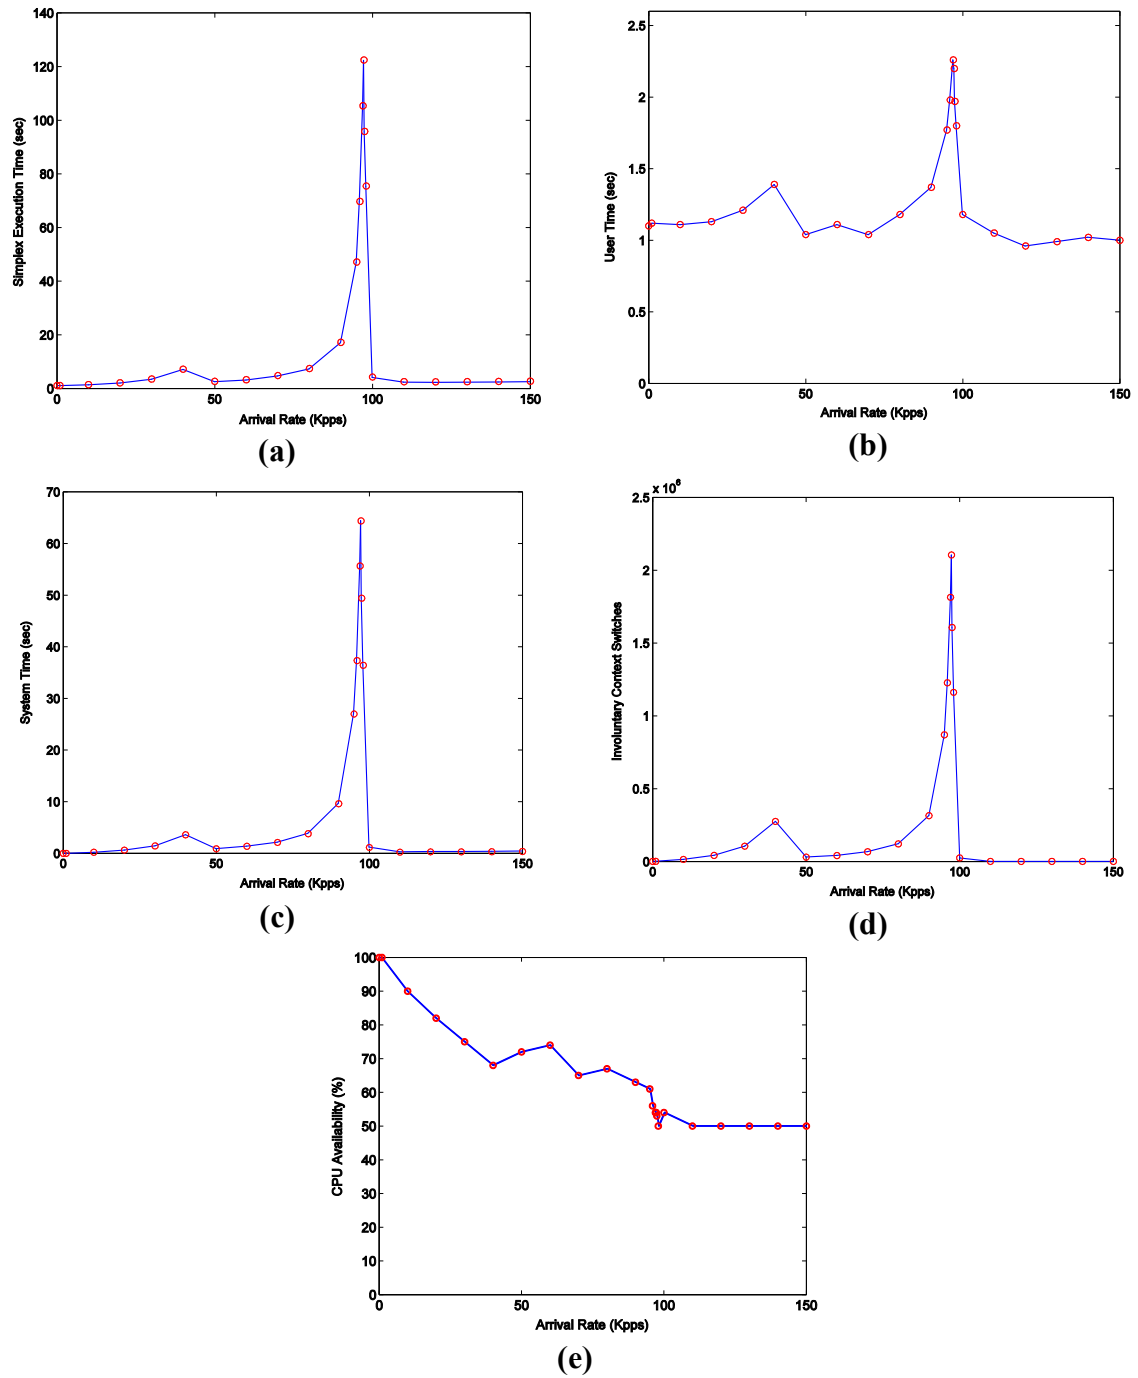 140
120
100
80
60
40
20
0
Simplex Execution Time (sec)
0 50 100 150
Arrival Rate (Kpps)
(a)
2.5
2
1.5
1
0.5
0
User Time (sec)
0 50 100 150
Arrival Rate (Kpps)
(b)
70
60
50
40
30
20
10
0
System Time (sec)
0 50 100 150
Arrival Rate (Kpps)
(c)
x 10^6
2.5
2
1.5
1
0.5
0
Involuntary Context Switches
0 50 100 150
Arrival Rate (Kpps)
(d)
100
90
80
70
60
50
40
30
20
10
0
CPU Availability (%)
0 50 100 150
Arrival Rate (Kpps)
(e)